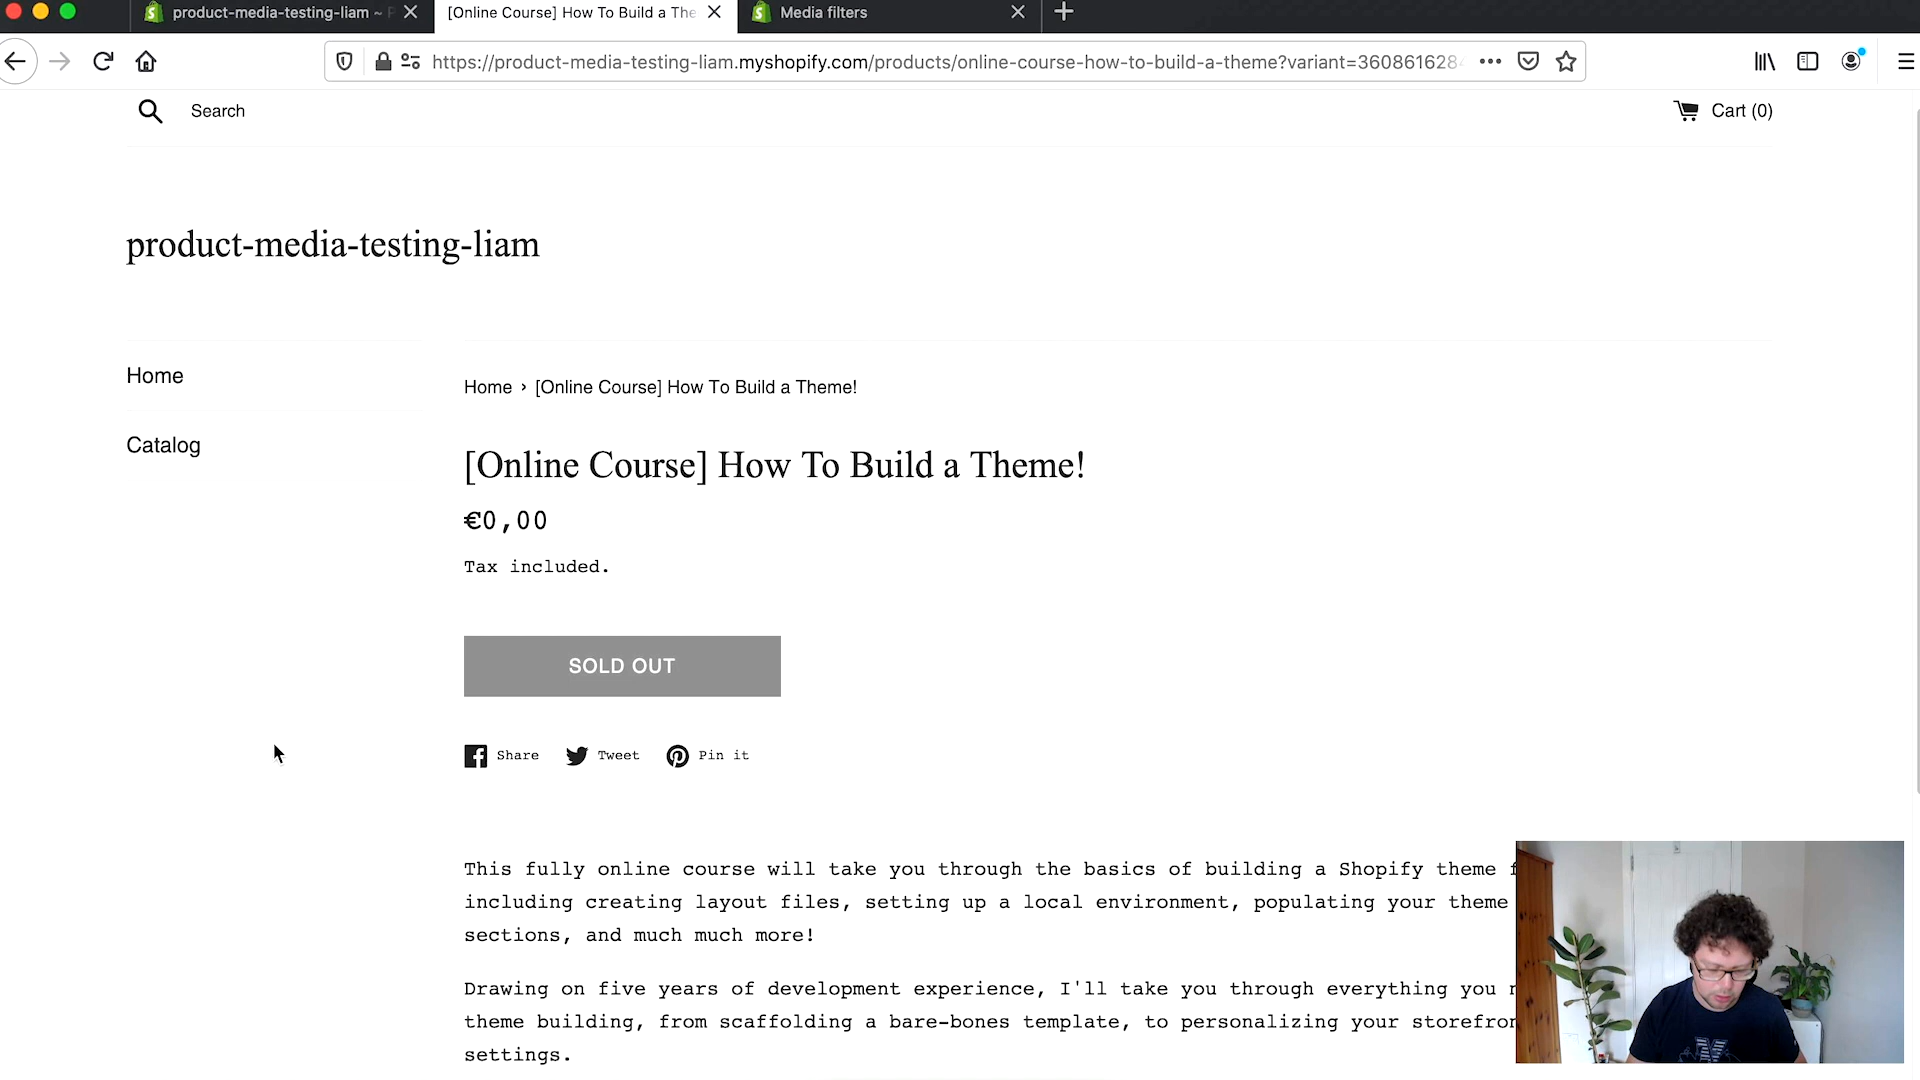 product-media-testing-liam ~
[Online Course] How To Build a The
Media filters
https://product-media-testing-liam.myshopify.com/products/online-course-how-to-build-a-theme?variant=360861628
Search
Cart (0)
product-media-testing-liam
Home
Catalog
Home › [Online Course] How To Build a Theme!
[Online Course] How To Build a Theme!
€0,00
Tax included.
SOLD OUT
Share
Tweet
Pin it
This fully online course will take you through the basics of building a Shopify theme
including creating layout files, setting up a local environment, populating your theme
sections, and much much more!
Drawing on five years of development experience, I'll take you through everything you
theme building, from scaffolding a bare-bones template, to personalizing your storefron
settings.